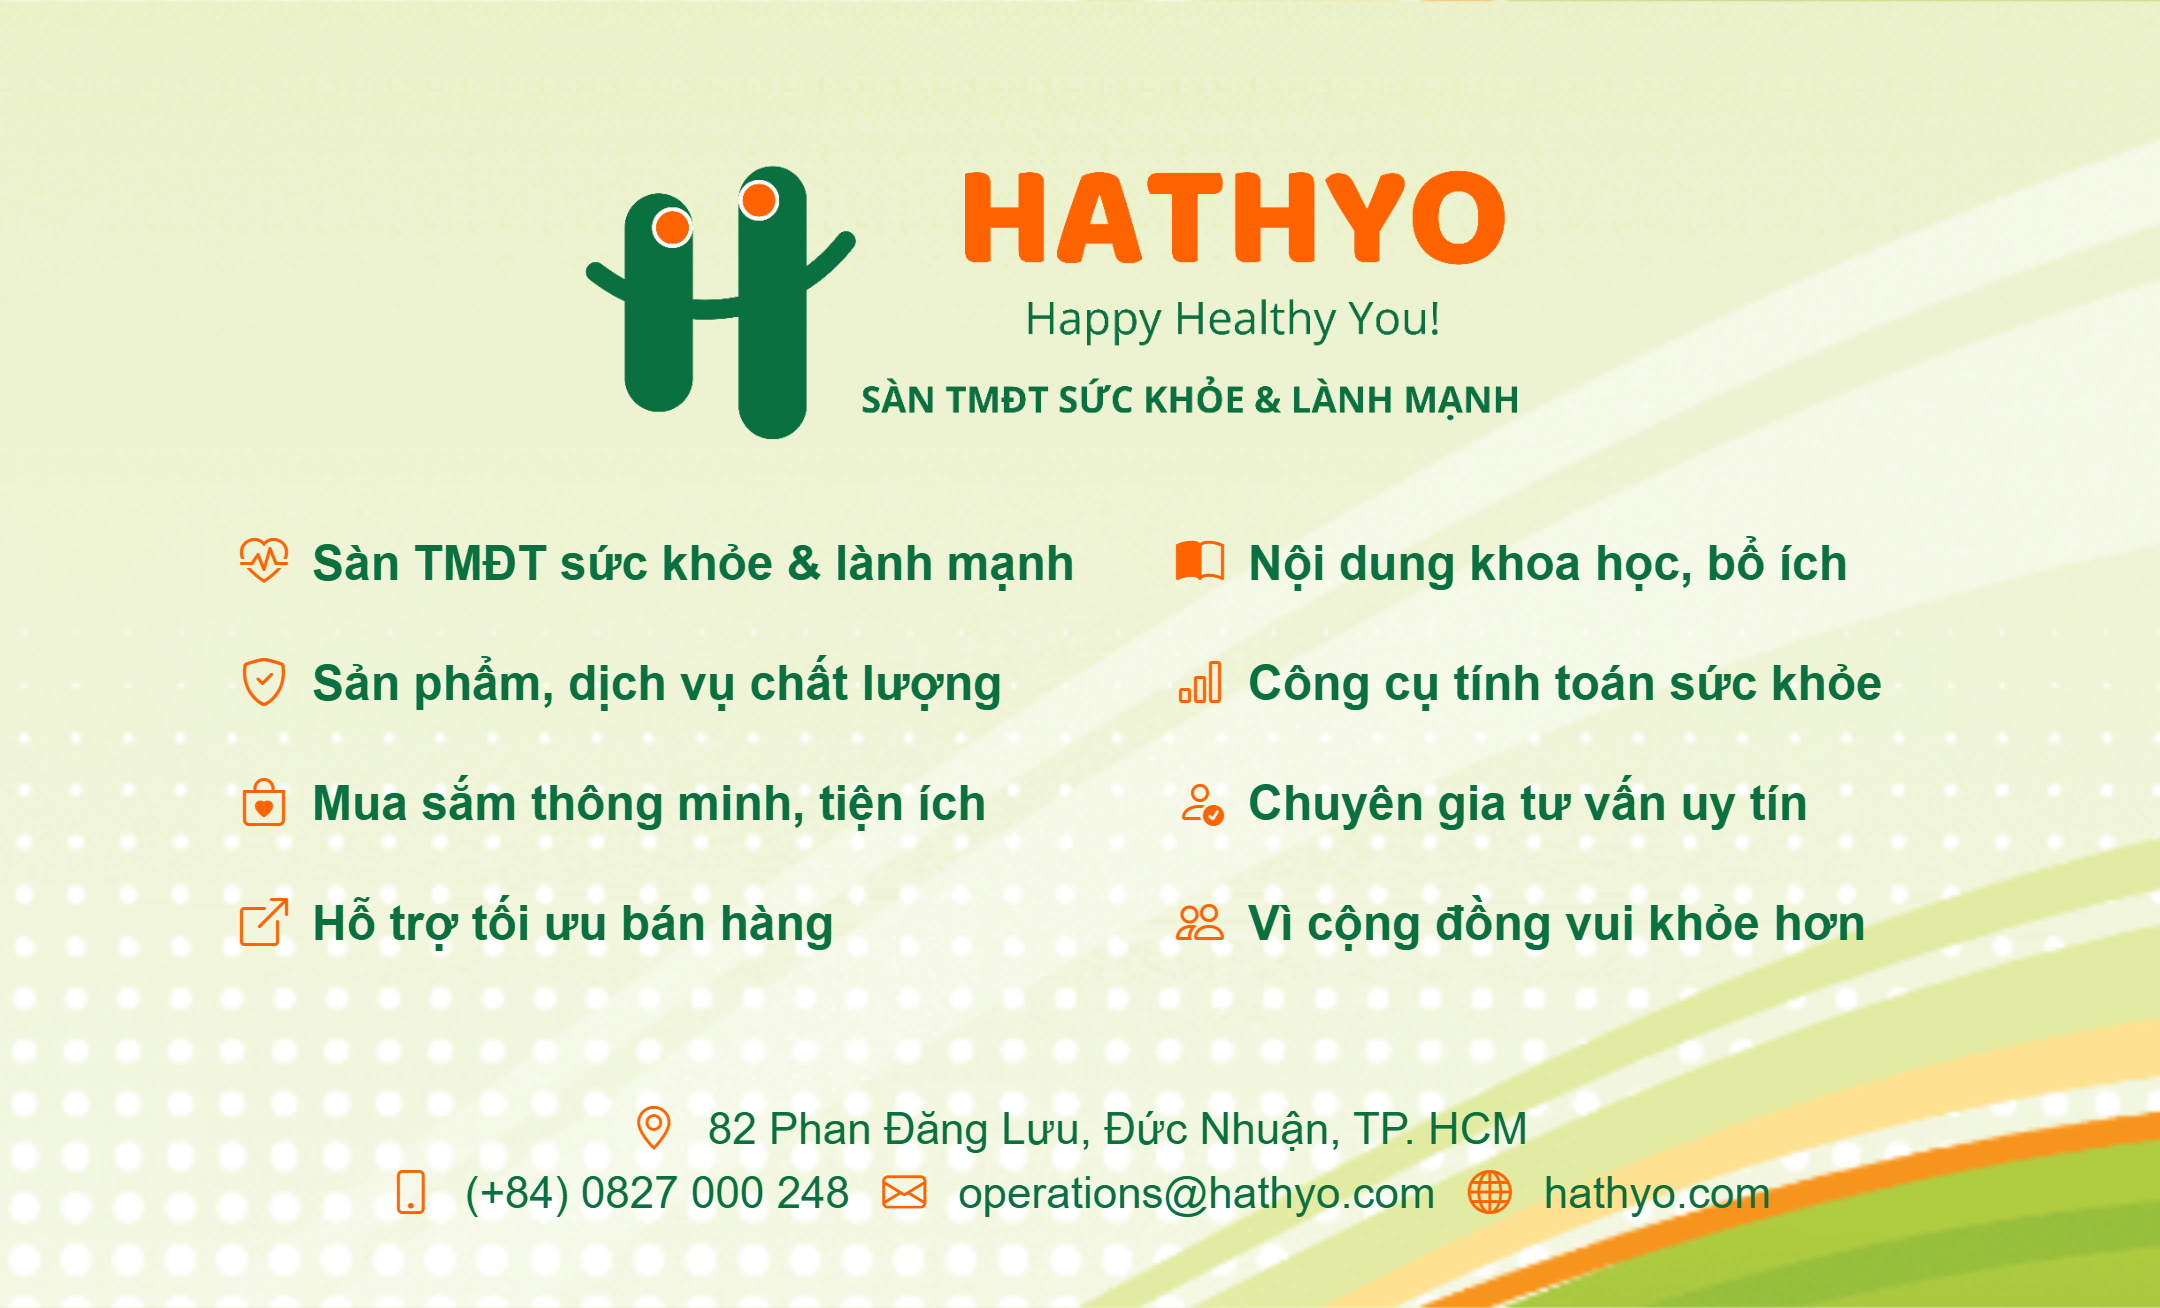 HATHYO
Happy Healthy You!
SÀN TMĐT SỨC KHỎE & LÀNH MẠNH
Sàn TMĐT sức khỏe & lành mạnh
Sản phẩm, dịch vụ chất lượng
Mua sắm thông minh, tiện ích
Hỗ trợ tối ưu bán hàng
Nội dung khoa học, bổ ích
Công cụ tính toán sức khỏe
Chuyên gia tư vấn uy tín
Vì cộng đồng vui khỏe hơn
82 Phan Đăng Lưu, Đức Nhuận, TP. HCM
(+84) 0827 000 248 operations@hathyo.com hathyo.com